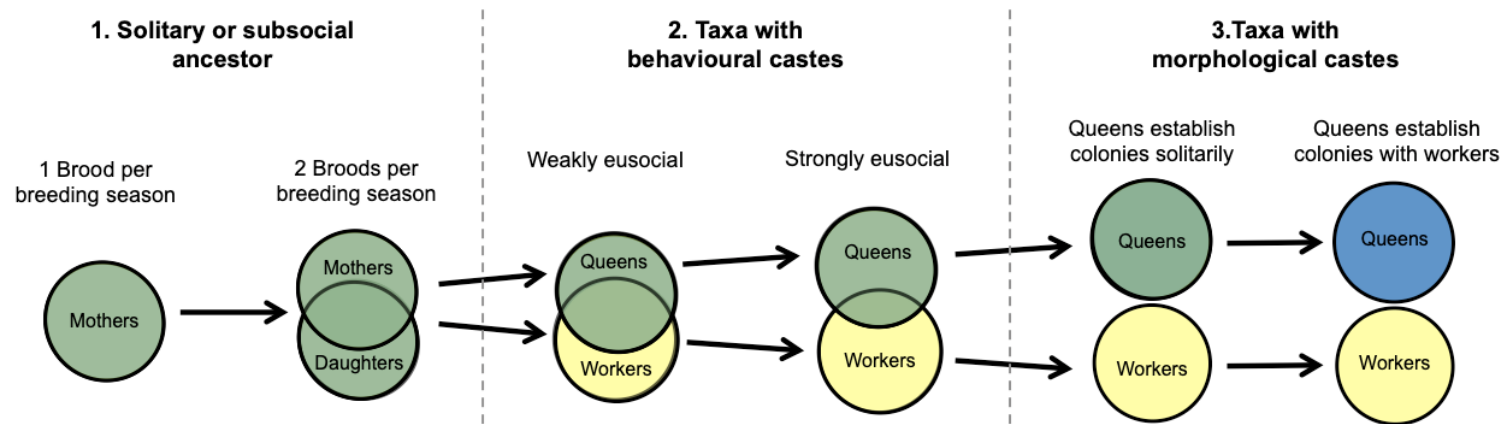 1. Solitary or subsocial
ancestor
2. Taxa with
behavioural castes
3.Taxa with
morphological castes
1 Brood per
breeding season
2 Broods per
breeding season
Weakly eusocial
Strongly eusocial
Queens establish
colonies solitarily
Queens establish
colonies with workers
Mothers
Mothers
Daughters
Queens
Workers
Queens
Workers
Queens
Workers
Queens
Workers